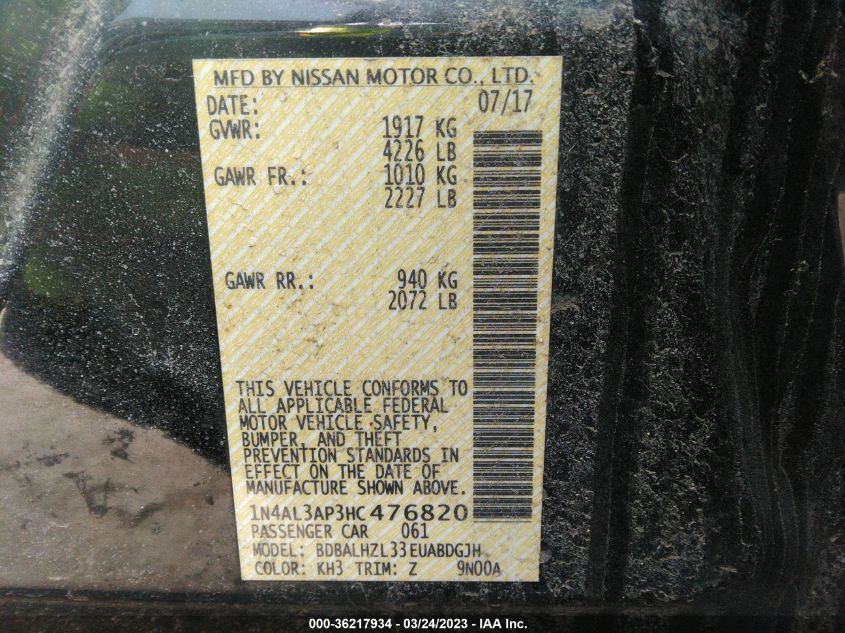 MFD BY NISSAN MOTOR CO., LTD.
DATE: 07/17
GVWR: 1917 KG
4226 LB
GAWR FR.: 1010 KG
2227 LB
GAWR RR.: 940 KG
2072 LB
THIS VEHICLE CONFORMS TO
ALL APPLICABLE FEDERAL
MOTOR VEHICLE SAFETY,
BUMPER, AND THEFT
PREVENTION STANDARDS IN
EFFECT ON THE DATE OF
MANUFACTURE SHOWN ABOVE.
1N4AL3AP3HC476820
PASSENGER CAR 061
MODEL: BDBALHZL33EUABDGJH
COLOR: KH3 TRIM: Z 9N00A
000-36217934 - 03/24/2023 - IAA Inc.